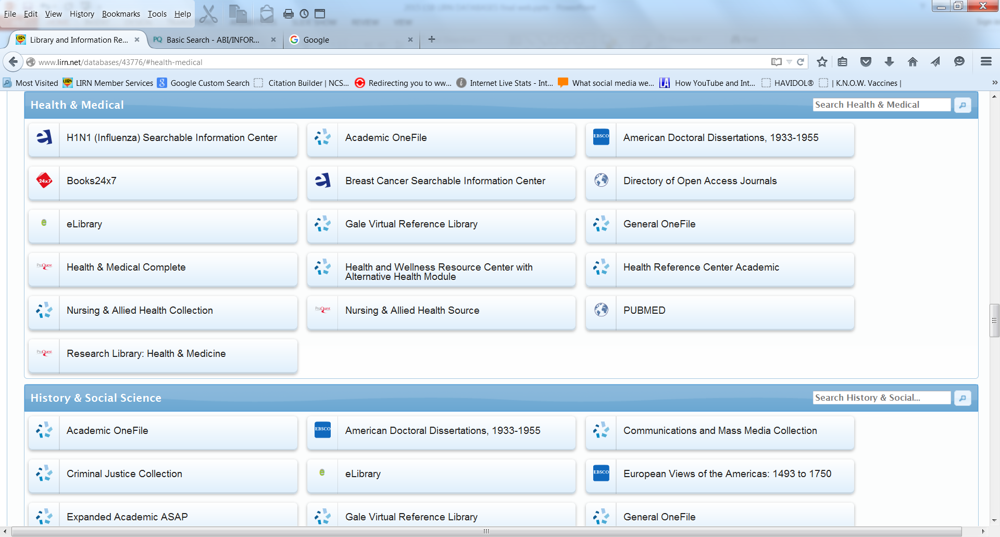 File Edit View History Bookmarks Tools Help
Library and Information Re...
PQ Basic Search - ABI/INFOR...
Google
www.lirn.net/databases/43776/#health-medical
Most Visited LIRN Member Services Google Custom Search Citation Builder | NCS... Redirecting you to ww... Internet Live Stats - Int... What social media we... How YouTube and Int... HAVIDOL® | K.N.O.W. Vaccines |
Health & Medical
Search Health & Medical
H1N1 (Influenza) Searchable Information Center
Academic OneFile
EBSCO American Doctoral Dissertations, 1933-1955
24x7 Books24x7
Breast Cancer Searchable Information Center
Directory of Open Access Journals
eLibrary
Gale Virtual Reference Library
General OneFile
ProQuest Health & Medical Complete
Health and Wellness Resource Center with
Alternative Health Module
Health Reference Center Academic
Nursing & Allied Health Collection
ProQuest Nursing & Allied Health Source
PUBMED
ProQuest Research Library: Health & Medicine
History & Social Science
Search History & Social...
Academic OneFile
EBSCO American Doctoral Dissertations, 1933-1955
Communications and Mass Media Collection
Criminal Justice Collection
eLibrary
EBSCO European Views of the Americas: 1493 to 1750
Expanded Academic ASAP
Gale Virtual Reference Library
General OneFile